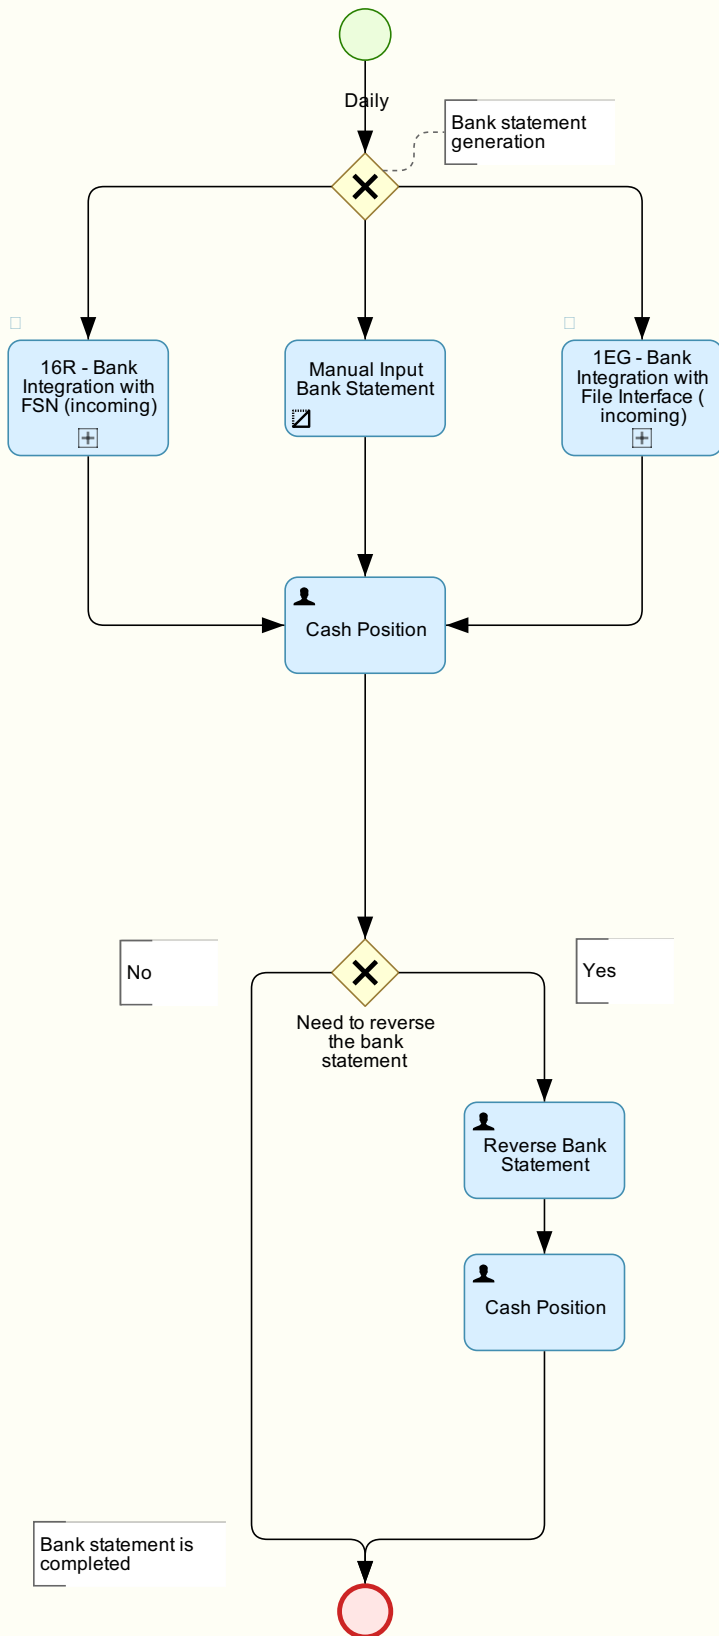 Daily
Bank statement
generation
16R - Bank
Integration with
FSN (incoming)
Manual Input
Bank Statement
1EG - Bank
Integration with
File Interface (
incoming)
Cash Position
No
Yes
Need to reverse
the bank
statement
Reverse Bank
Statement
Cash Position
Bank statement is
completed